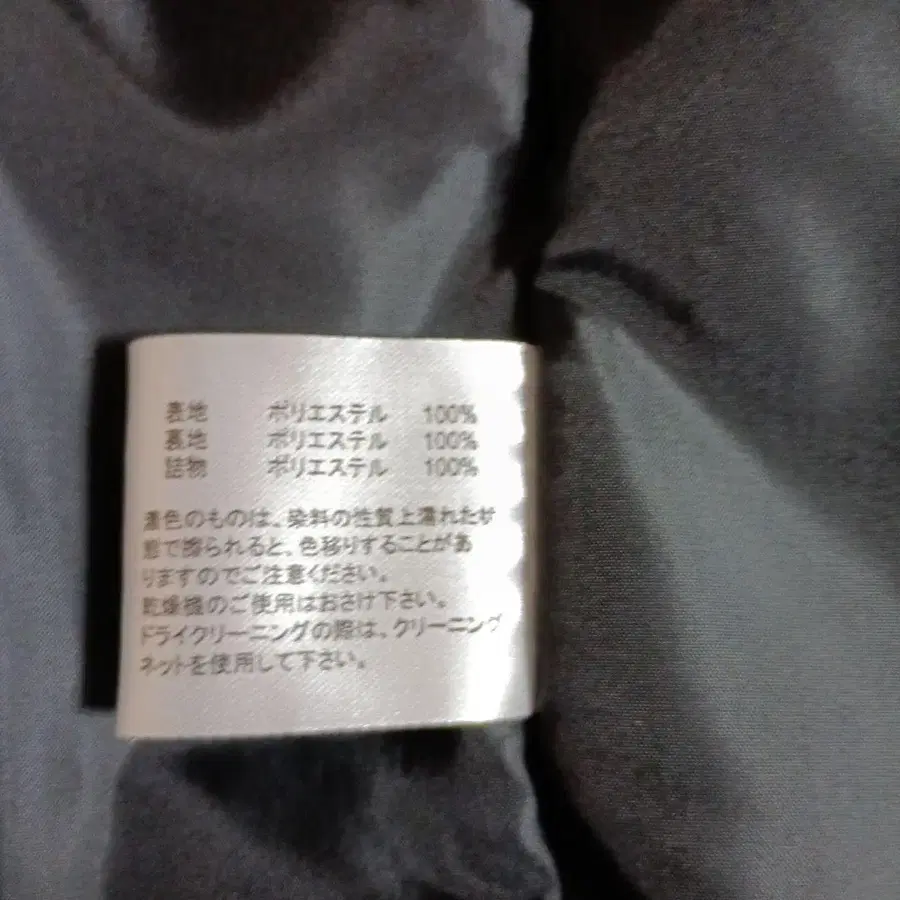 表地 ポリエステル 100%
裏地 ポリエステル 100%
詰物 ポリエステル 100%
濃色のものは、染料の性質上濡れた状
態で擦られると、色移りすることがあ
りますのでご注意ください。
乾燥機のご使用はおさけ下さい。
ドライクリーニングの際は、クリーニング
ネットを使用して下さい。